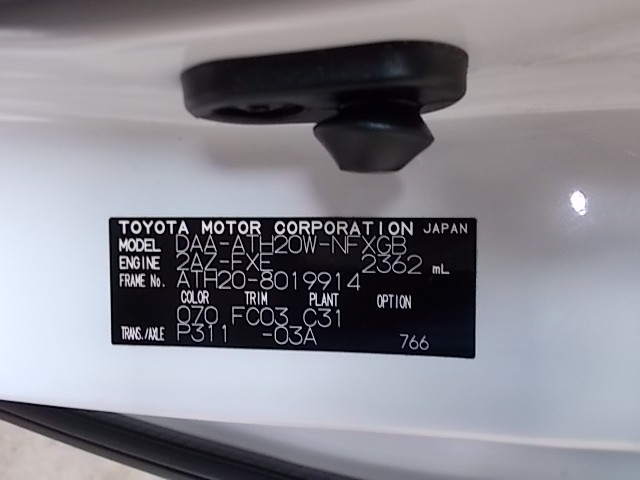 TOYOTA MOTOR CORPORATION JAPAN
MODEL DAA-ATH20W-NFXGB
ENGINE 2AZ-FXE 2362 mL
FRAME No. ATH20-8019914
COLOR TRIM PLANT OPTION
070 FC03 C31
TRANS./AXLE P311 -03A 766